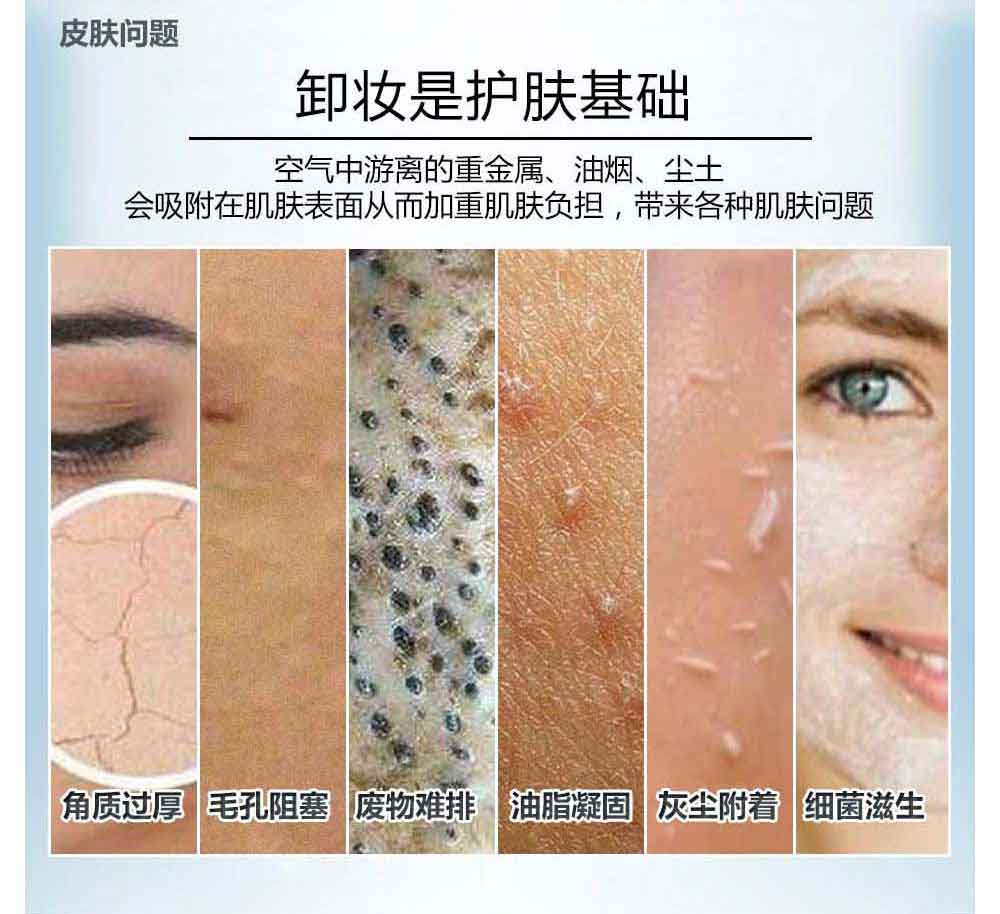 皮肤问题
卸妆是护肤基础
空气中游离的重金属、油烟、尘土
会吸附在肌肤表面从而加重肌肤负担，带来各种肌肤问题
角质过厚 毛孔阻塞 废物难排 油脂凝固 灰尘附着 细菌滋生